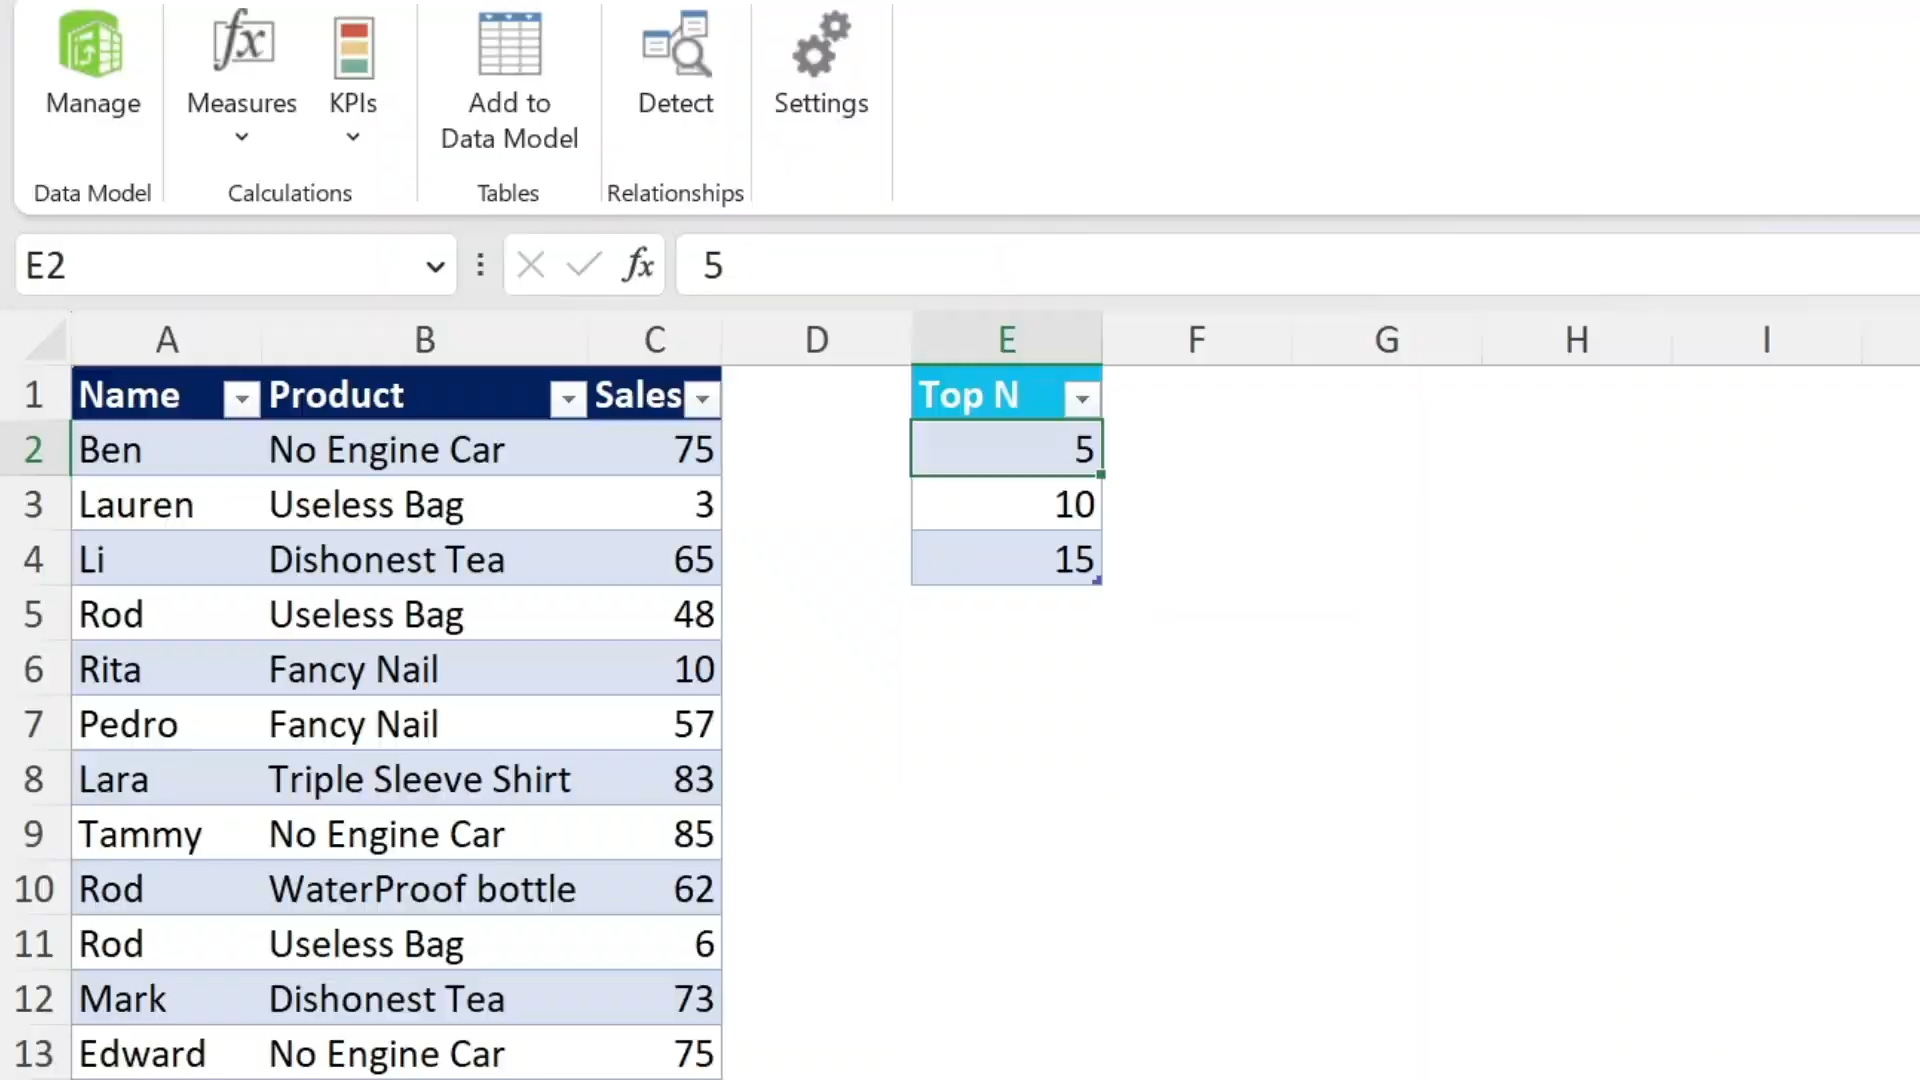 Manage
Measures
KPIs
Add to
Data Model
Detect
Settings
Data Model
Calculations
Tables
Relationships
E2
fx
5
A B C D E F G H I
1 Name Product Sales Top N
2 Ben No Engine Car 75 5
3 Lauren Useless Bag 3 10
4 Li Dishonest Tea 65 15
5 Rod Useless Bag 48
6 Rita Fancy Nail 10
7 Pedro Fancy Nail 57
8 Lara Triple Sleeve Shirt 83
9 Tammy No Engine Car 85
10 Rod WaterProof bottle 62
11 Rod Useless Bag 6
12 Mark Dishonest Tea 73
13 Edward No Engine Car 75